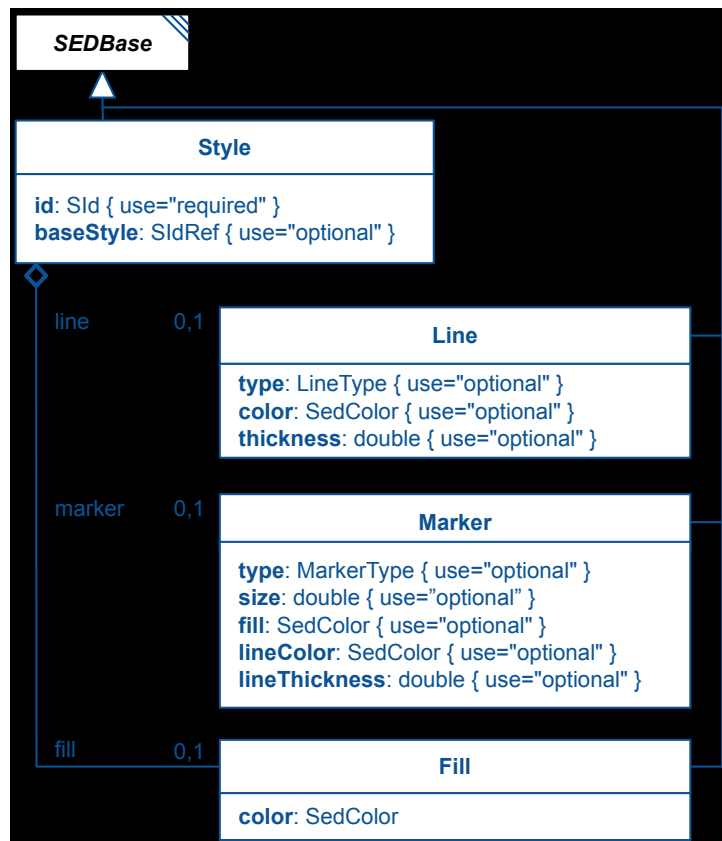 SEDBase
Style
id: SId { use="required" }
baseStyle: SIdRef { use="optional" }
line 0,1
Line
type: LineType { use="optional" }
color: SedColor { use="optional" }
thickness: double { use="optional" }
marker 0,1
Marker
type: MarkerType { use="optional" }
size: double { use=”optional” }
fill: SedColor { use="optional" }
lineColor: SedColor { use="optional" }
lineThickness: double { use="optional" }
fill 0,1
Fill
color: SedColor